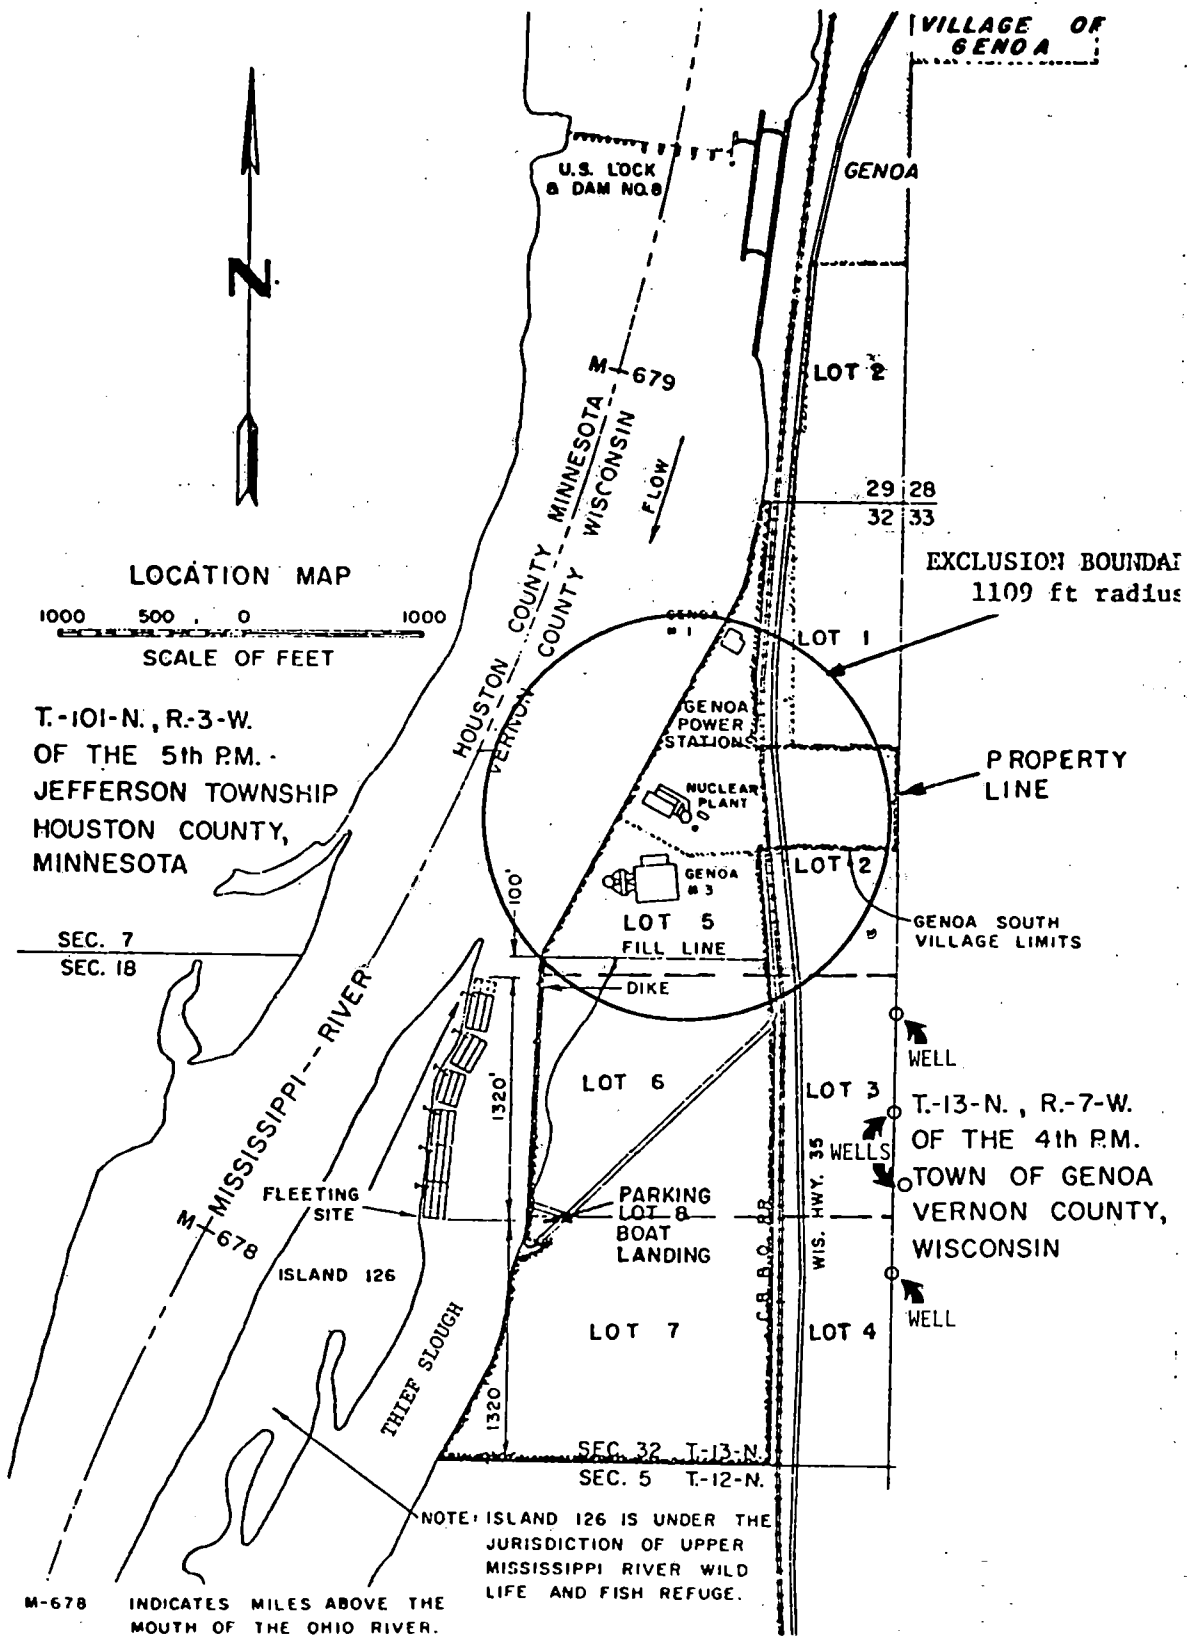 VILLAGE OF
GENOA
U.S. LOCK
& DAM NO.8
GENOA
N
LOT 2
M-679
HOUSTON COUNTY MINNESOTA
VERNON COUNTY WISCONSIN
FLOW
29 28
32 33
EXCLUSION BOUNDAR
1109 ft radius
LOCATION MAP
1000 500 0 1000
SCALE OF FEET
GENOA
#1
LOT 1
T.-101-N., R.-3-W.
OF THE 5th P.M.
JEFFERSON TOWNSHIP
HOUSTON COUNTY,
MINNESOTA
GENOA
POWER
STATIONS
PROPERTY
LINE
NUCLEAR
PLANT
LOT 2
GENOA
#3
100'
LOT 5
FILL LINE
GENOA SOUTH
VILLAGE LIMITS
SEC. 7
SEC. 18
DIKE
MISSISSIPPI RIVER
WELL
1320'
LOT 6
LOT 3
T.-13-N., R.-7-W.
OF THE 4th P.M.
TOWN OF GENOA
VERNON COUNTY,
WISCONSIN
WELLS
WIS. HWY. 35
FLEETING
SITE
PARKING
LOT 8
BOAT
LANDING
M-678
ISLAND 126
C.B. & Q. RR.
WELL
LOT 7
LOT 4
THIEF SLOUGH
1320
SEC. 32 T.-13-N.
SEC. 5 T.-12-N.
NOTE: ISLAND 126 IS UNDER THE
JURISDICTION OF UPPER
MISSISSIPPI RIVER WILD
LIFE AND FISH REFUGE.
M-678 INDICATES MILES ABOVE THE
MOUTH OF THE OHIO RIVER.